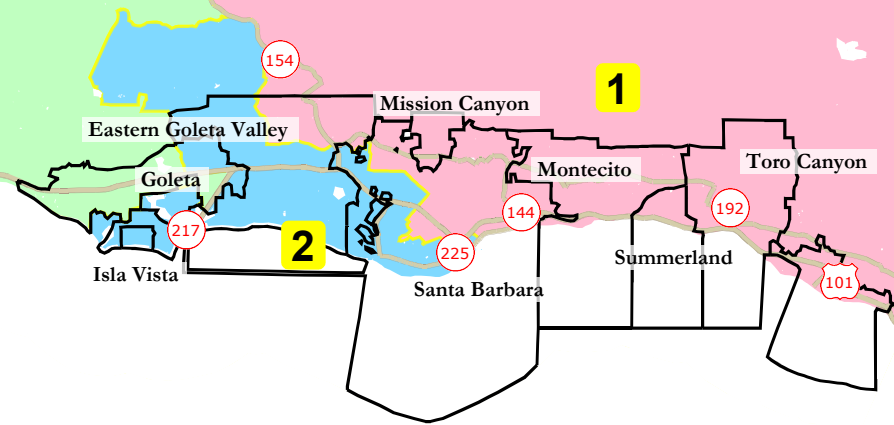 154
1
Mission Canyon
Eastern Goleta Valley
Toro Canyon
Montecito
Goleta
192
144
217
2
225
Summerland
Isla Vista
101
Santa Barbara